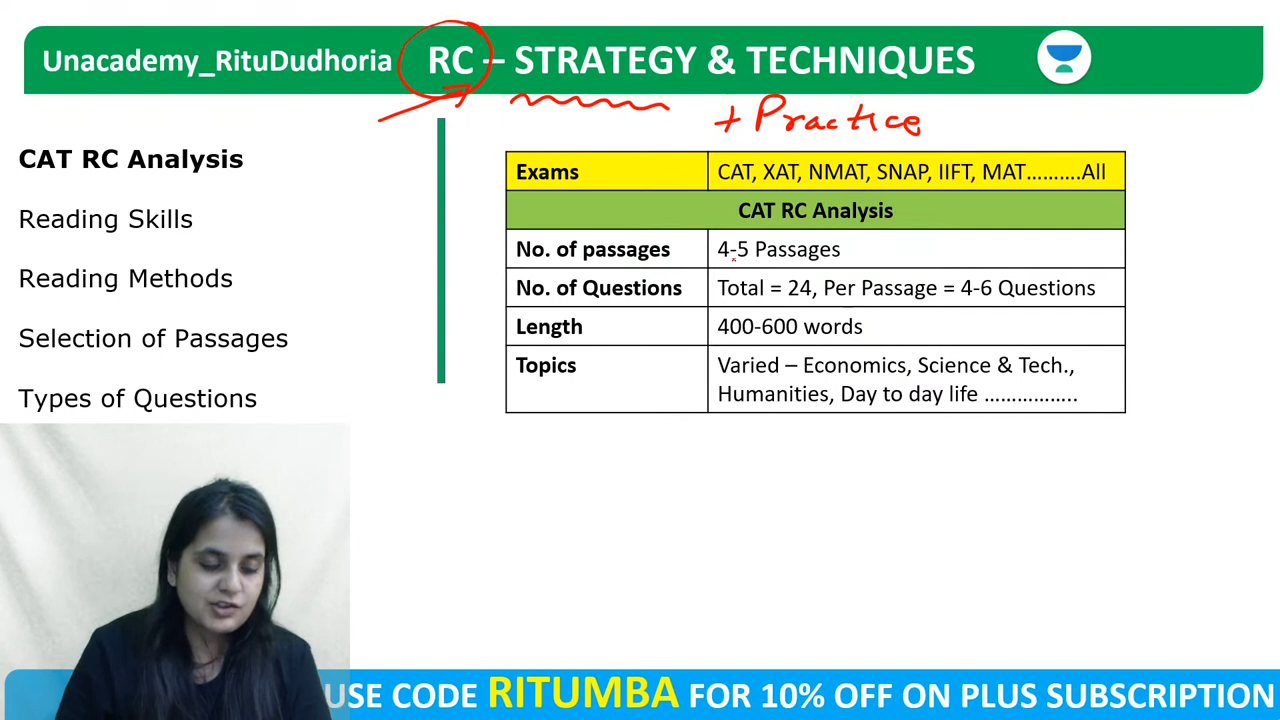 Unacademy_RituDudhoria RC – STRATEGY & TECHNIQUES
+ Practice
CAT RC Analysis
Reading Skills
Reading Methods
Selection of Passages
Types of Questions
Exams CAT, XAT, NMAT, SNAP, IIFT, MAT……….All
CAT RC Analysis
No. of passages 4-5 Passages
No. of Questions Total = 24, Per Passage = 4-6 Questions
Length 400-600 words
Topics Varied – Economics, Science & Tech.,
Humanities, Day to day life ……………..
USE CODE RITUMBA FOR 10% OFF ON PLUS SUBSCRIPTION